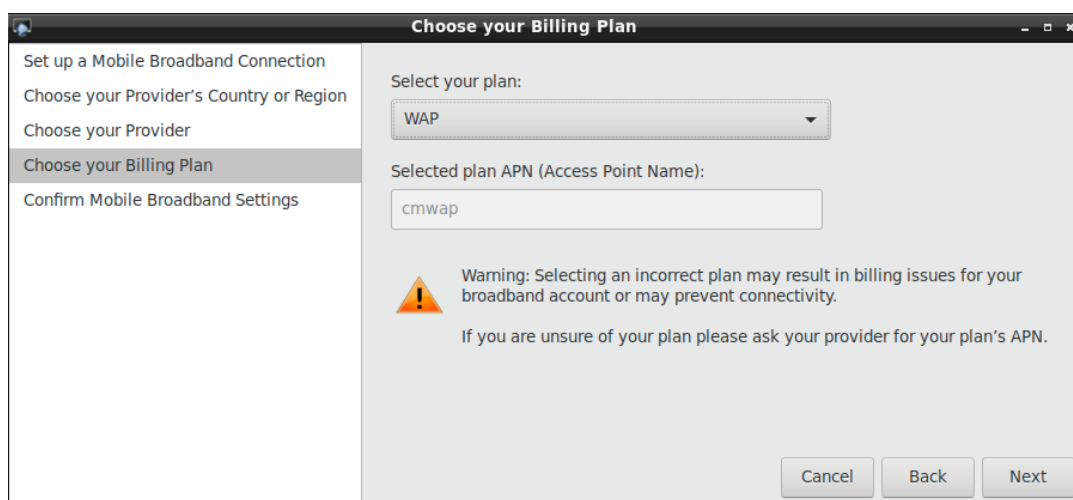 Choose your Billing Plan
Set up a Mobile Broadband Connection
Choose your Provider’s Country or Region
Choose your Provider
Choose your Billing Plan
Confirm Mobile Broadband Settings
Select your plan:
WAP
Selected plan APN (Access Point Name):
cmwap
Warning: Selecting an incorrect plan may result in billing issues for your
broadband account or may prevent connectivity.
If you are unsure of your plan please ask your provider for your plan’s APN.
Cancel
Back
Next